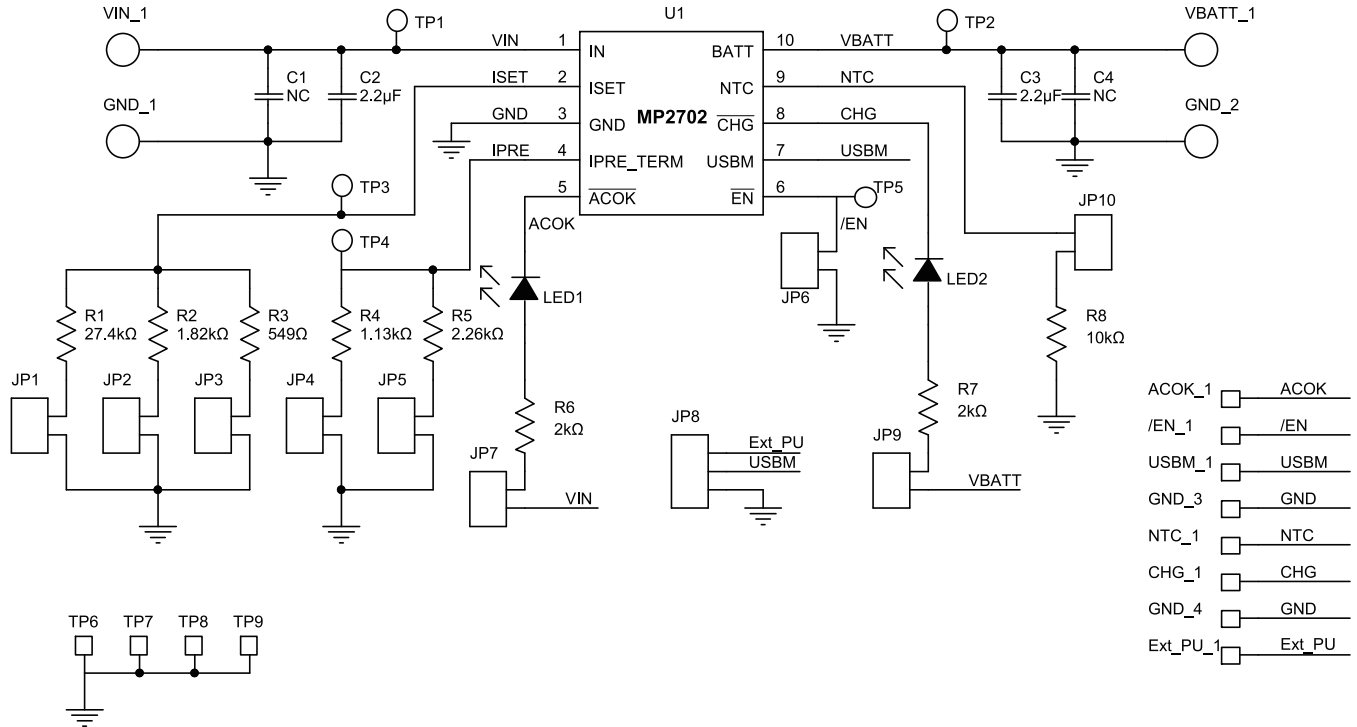 VIN_1
TP1
U1
TP2
VBATT_1
VIN
1
IN
BATT
10
VBATT
C1
NC
C2
2.2µF
ISET
2
ISET
NTC
9
NTC
C3
2.2µF
C4
NC
GND_1
GND
3
GND
MP2702
CHG
8
CHG
GND_2
IPRE
4
IPRE_TERM
USBM
7
USBM
TP3
5
ACOK
EN
6
TP5
ACOK
/EN
JP10
TP4
LED1
JP6
LED2
R1
27.4kΩ
R2
1.82kΩ
R3
549Ω
R4
1.13kΩ
R5
2.26kΩ
R8
10kΩ
JP1
JP2
JP3
JP4
JP5
R6
2kΩ
R7
2kΩ
JP7
VIN
JP8
Ext_PU
USBM
JP9
VBATT
ACOK_1
ACOK
/EN_1
/EN
USBM_1
USBM
GND_3
GND
NTC_1
NTC
CHG_1
CHG
GND_4
GND
Ext_PU_1
Ext_PU
TP6
TP7
TP8
TP9